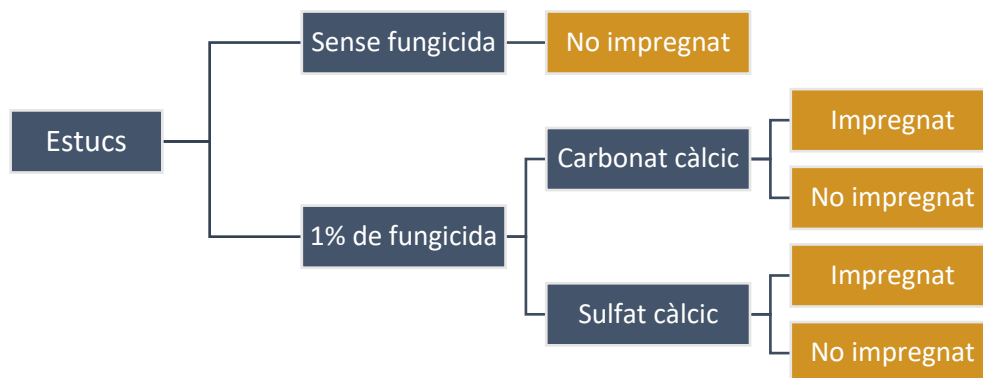 Estucs
Sense fungicida
No impregnat
1% de fungicida
Carbonat càlcic
Impregnat
No impregnat
Sulfat càlcic
Impregnat
No impregnat